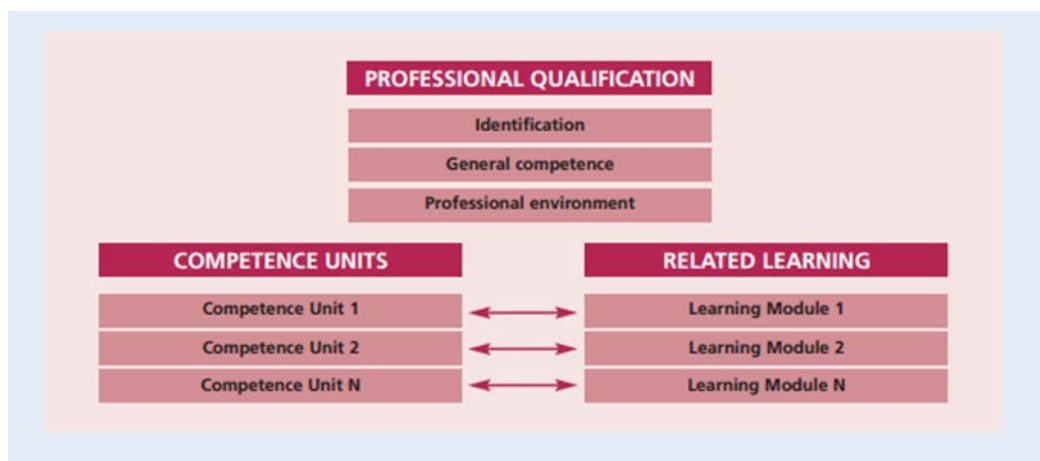 PROFESSIONAL QUALIFICATION
Identification
General competence
Professional environment
COMPETENCE UNITS
Competence Unit 1
Competence Unit 2
Competence Unit N
RELATED LEARNING
Learning Module 1
Learning Module 2
Learning Module N